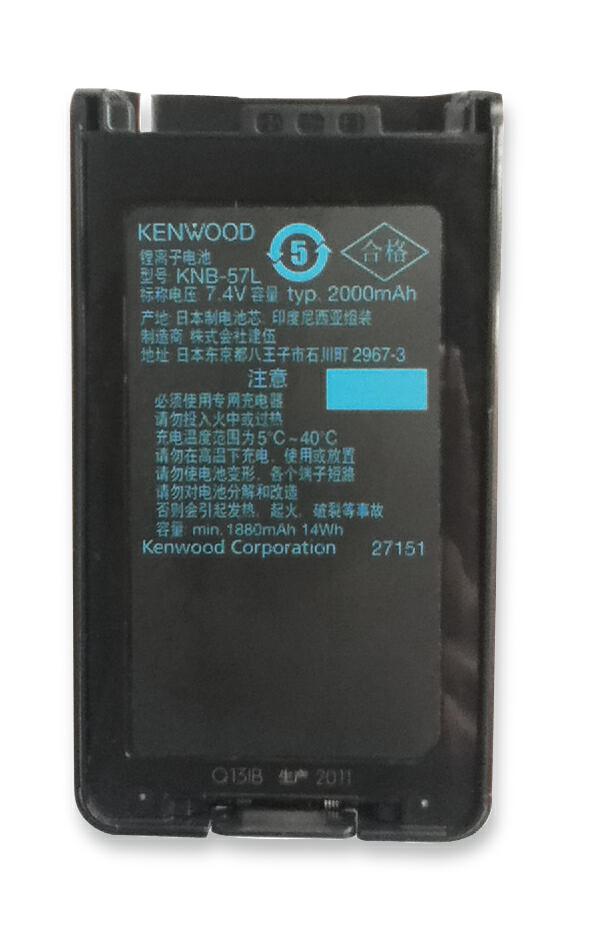 KENWOOD
5
合格
锂离子电池
型号 KNB-57L
标称电压 7.4V 容量 typ. 2000mAh
产地 日本制电池芯, 印度尼西亚组装
制造商 株式会社建伍
地址 日本东京都八王子市石川町 2967-3
注意
必须使用专用充电器
请勿投入火中或过热
充电温度范围为5°C~40°C
请勿在高温下充电, 使用或放置
请勿使电池变形, 各个端子短路
请勿对电池分解和改造
否则会引起发热, 起火, 破裂等事故
容量 min. 1880mAh 14Wh
Kenwood Corporation 27151
Q13IB 生产 2011